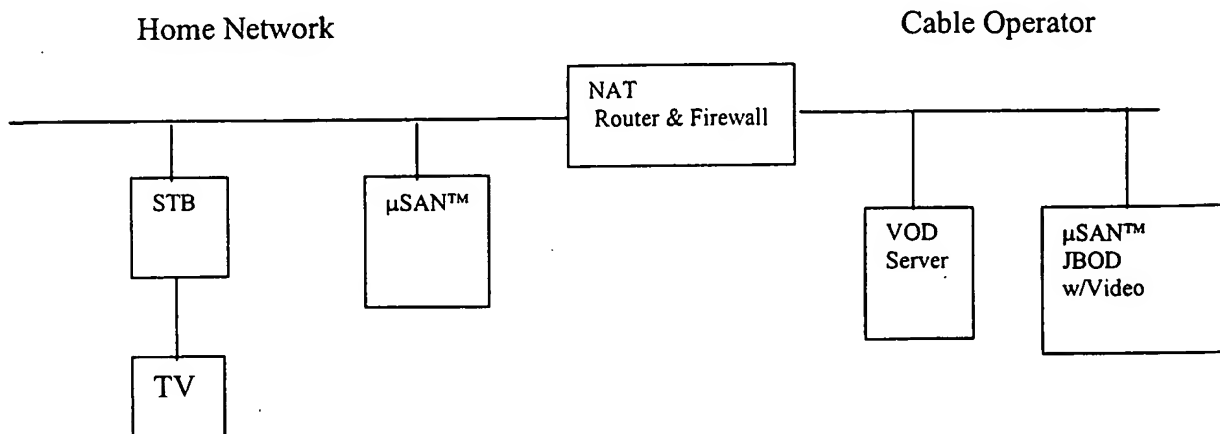 Home Network
Cable Operator
NAT
Router & Firewall
STB
µSAN™
VOD
Server
µSAN™
JBOD
w/Video
TV